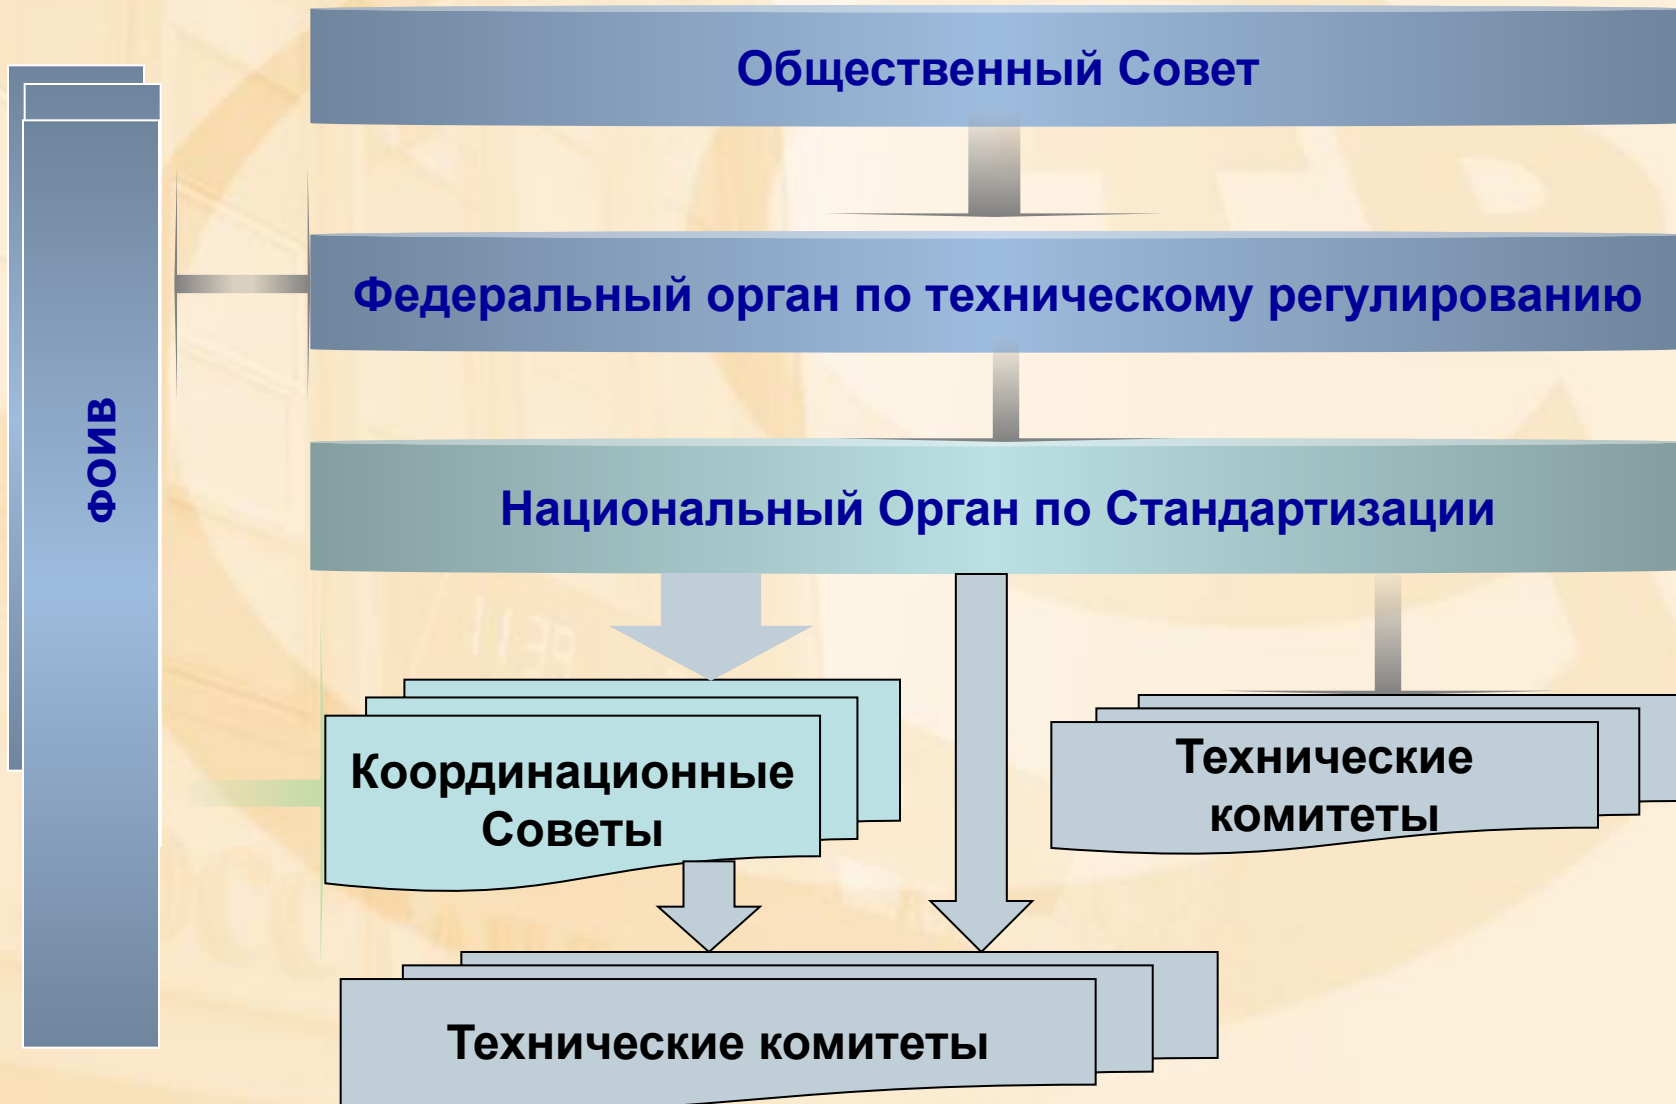 Общественный Совет
ФОИВ
Федеральный орган по техническому регулированию
Национальный Орган по Стандартизации
Координационные
Советы
Технические
комитеты
Технические комитеты